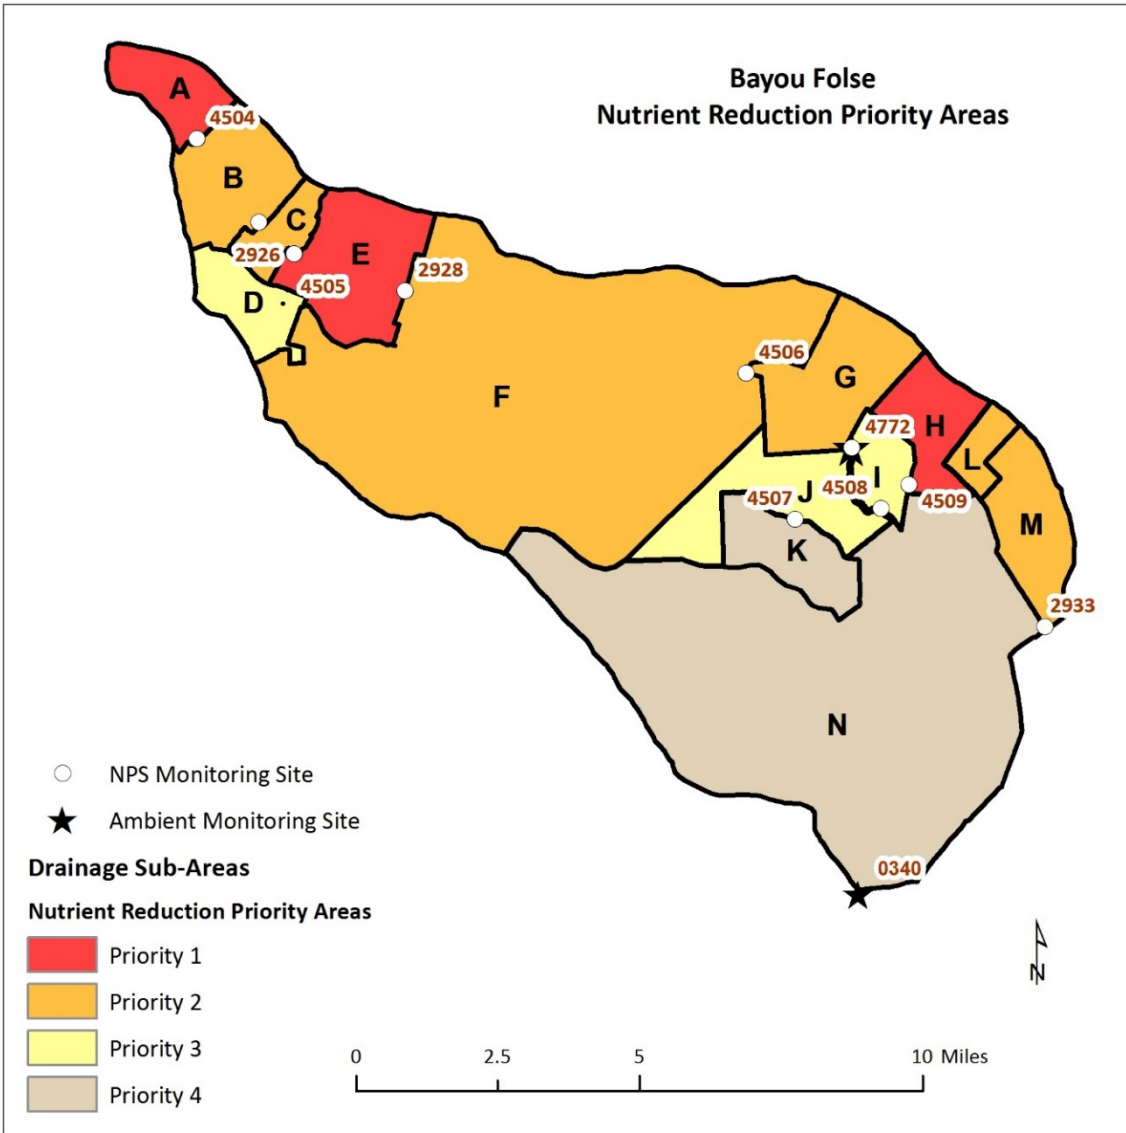 Bayou Folse
Nutrient Reduction Priority Areas
A
4504
B
C
2926
E
2928
4505
D
F
4506
G
4772
H
L
I
4508
J
4507
4509
K
M
2933
N
0340
NPS Monitoring Site
Ambient Monitoring Site
Drainage Sub-Areas
Nutrient Reduction Priority Areas
Priority 1
Priority 2
Priority 3
Priority 4
N
0 2.5 5 10 Miles